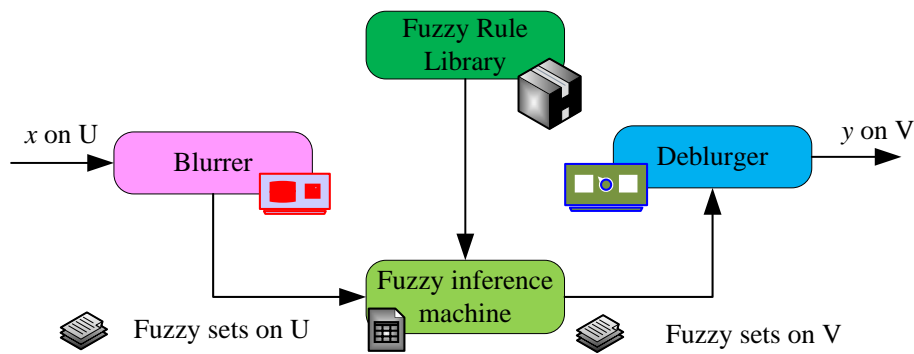 Fuzzy Rule
Library
x on U
Blurrer
Deblurger
y on V
Fuzzy inference
machine
Fuzzy sets on U
Fuzzy sets on V